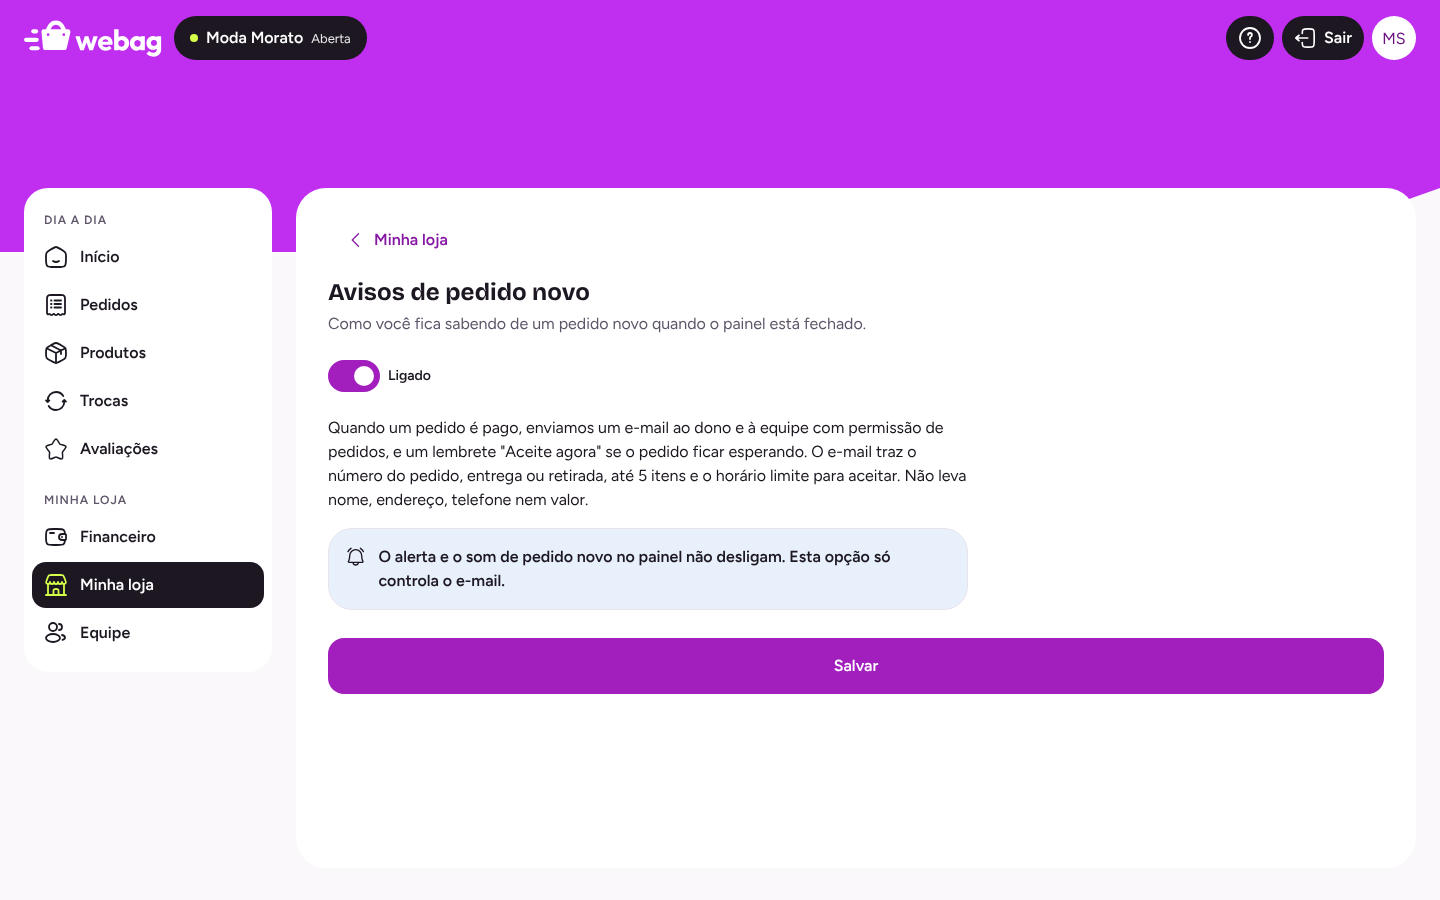 webag
Moda Morato Aberta
Sair
MS
DIA A DIA
Início
Pedidos
Produtos
Trocas
Avaliações
MINHA LOJA
Financeiro
Minha loja
Equipe
Minha loja
Avisos de pedido novo
Como você fica sabendo de um pedido novo quando o painel está fechado.
Ligado
Quando um pedido é pago, enviamos um e-mail ao dono e à equipe com permissão de
pedidos, e um lembrete "Aceite agora" se o pedido ficar esperando. O e-mail traz o
número do pedido, entrega ou retirada, até 5 itens e o horário limite para aceitar. Não leva
nome, endereço, telefone nem valor.
O alerta e o som de pedido novo no painel não desligam. Esta opção só
controla o e-mail.
Salvar